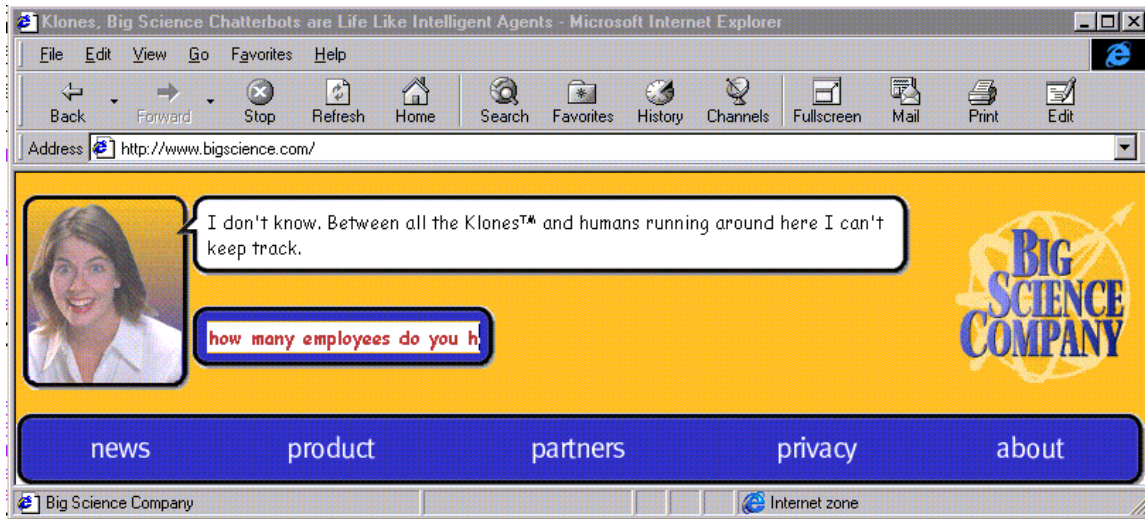 Klones, Big Science Chatterbots are Life Like Intelligent Agents - Microsoft Internet Explorer
File Edit View Go Favorites Help
Back Forward Stop Refresh Home Search Favorites History Channels Fullscreen Mail Print Edit
Address http://www.bigscience.com/
I don't know. Between all the Klones™ and humans running around here I can't
keep track.
how many employees do you h
BIG
SCIENCE
COMPANY
news product partners privacy about
Big Science Company Internet zone